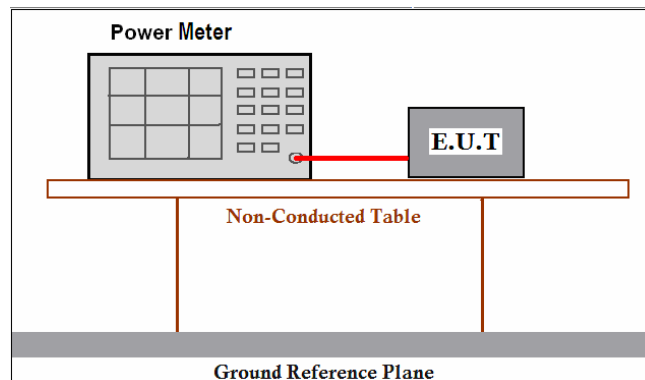 Power Meter
E.U.T
Non-Conducted Table
Ground Reference Plane